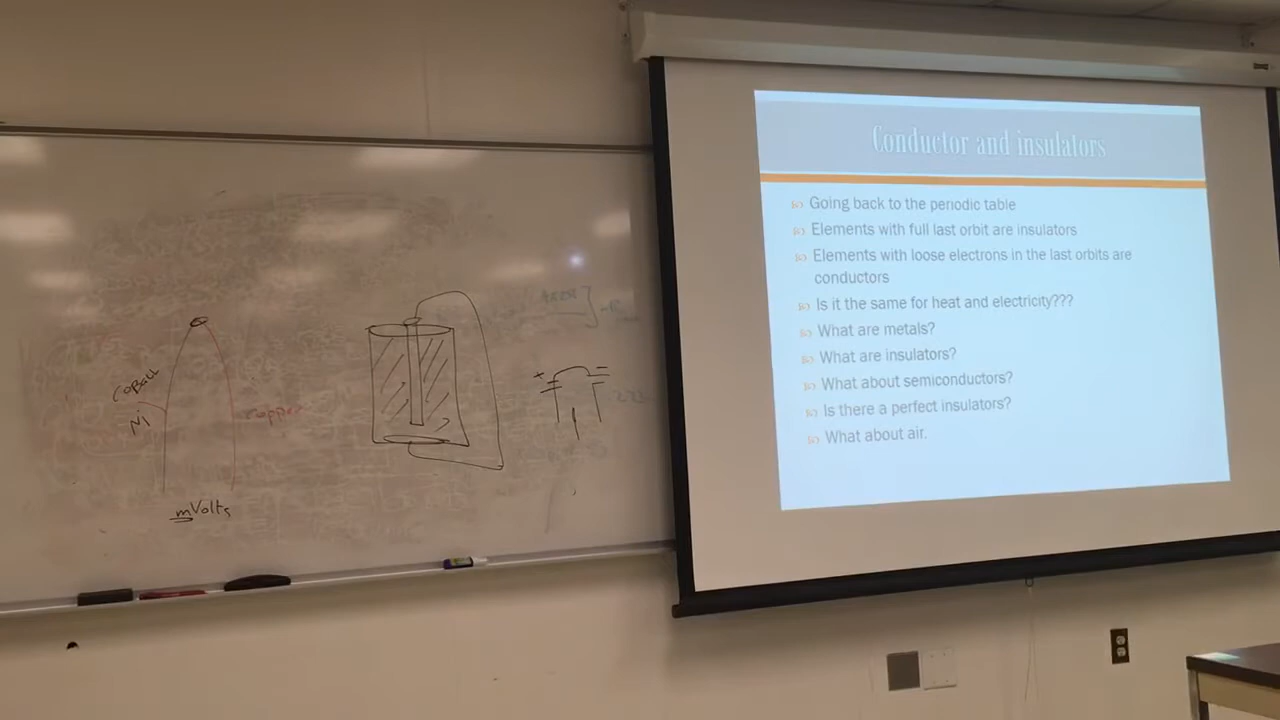 Conductor and insulators
Going back to the periodic table
Elements with full last orbit are insulators
Elements with loose electrons in the last orbits are
conductors
Is it the same for heat and electricity???
What are metals?
What are insulators?
What about semiconductors?
Is there a perfect insulators?
What about air.
Ni
copper
mVolts
+